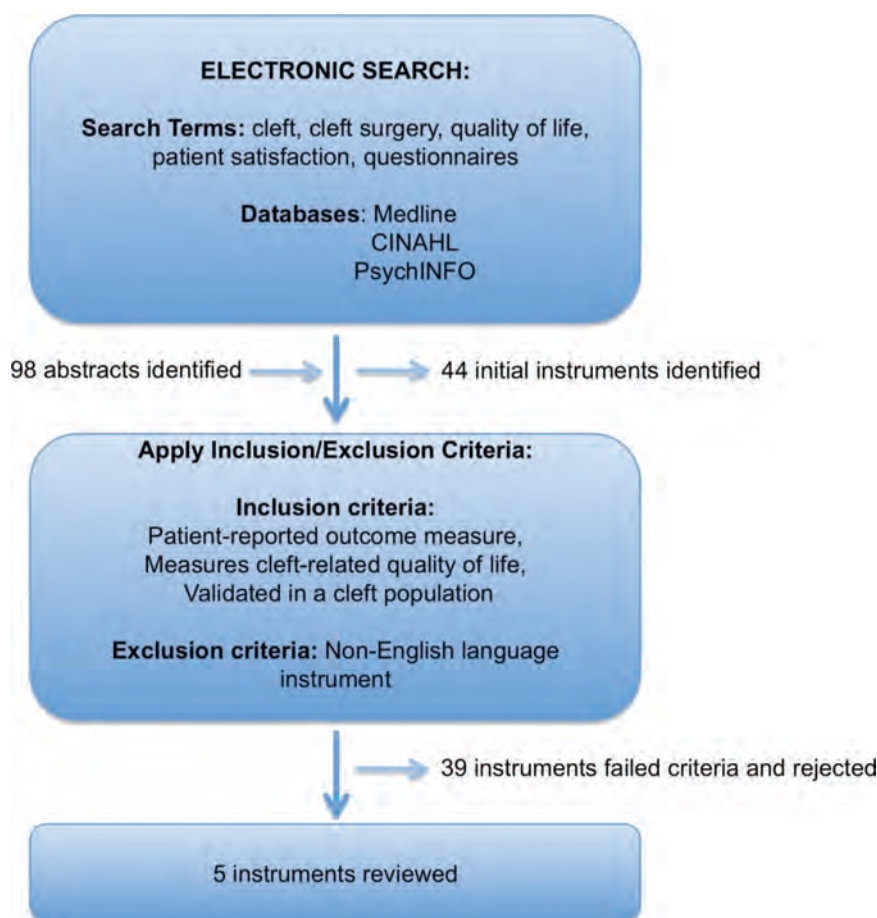 ELECTRONIC SEARCH:
Search Terms: cleft, cleft surgery, quality of life,
patient satisfaction, questionnaires
Databases: Medline
CINAHL
PsychINFO
98 abstracts identified
44 initial instruments identified
Apply Inclusion/Exclusion Criteria:
Inclusion criteria:
Patient-reported outcome measure,
Measures cleft-related quality of life,
Validated in a cleft population
Exclusion criteria: Non-English language
instrument
39 instruments failed criteria and rejected
5 instruments reviewed